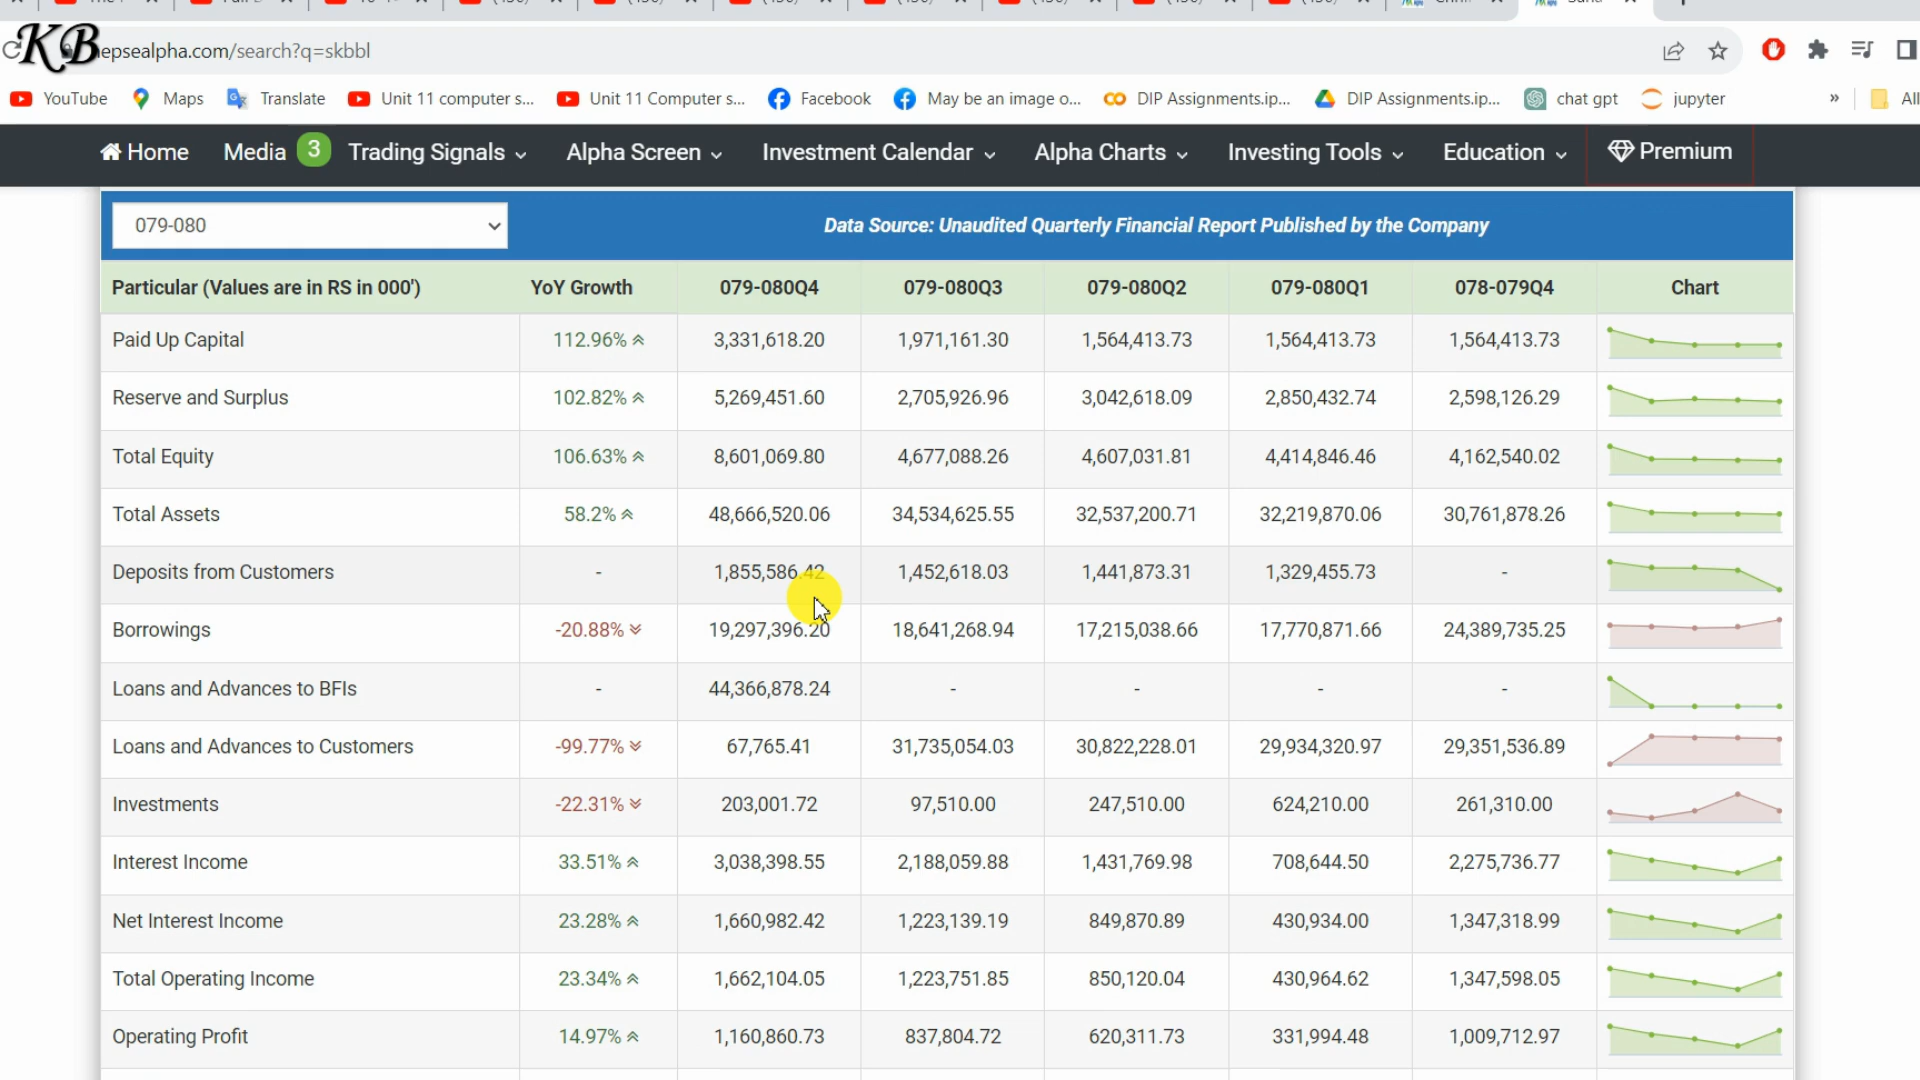 KB
epsealpha.com/search?q=skbbl
YouTube Maps Translate Unit 11 computer s... Unit 11 Computer s... Facebook May be an image o... DIP Assignments.ip... DIP Assignments.ip... chat gpt jupyter » All
Home Media 3 Trading Signals Alpha Screen Investment Calendar Alpha Charts Investing Tools Education Premium
079-080 Data Source: Unaudited Quarterly Financial Report Published by the Company
Particular (Values are in RS in 000') YoY Growth 079-080Q4 079-080Q3 079-080Q2 079-080Q1 078-079Q4 Chart
Paid Up Capital 112.96% 3,331,618.20 1,971,161.30 1,564,413.73 1,564,413.73 1,564,413.73
Reserve and Surplus 102.82% 5,269,451.60 2,705,926.96 3,042,618.09 2,850,432.74 2,598,126.29
Total Equity 106.63% 8,601,069.80 4,677,088.26 4,607,031.81 4,414,846.46 4,162,540.02
Total Assets 58.2% 48,666,520.06 34,534,625.55 32,537,200.71 32,219,870.06 30,761,878.26
Deposits from Customers - 1,855,586.42 1,452,618.03 1,441,873.31 1,329,455.73 -
Borrowings -20.88% 19,297,396.20 18,641,268.94 17,215,038.66 17,770,871.66 24,389,735.25
Loans and Advances to BFIs - 44,366,878.24 - - - -
Loans and Advances to Customers -99.77% 67,765.41 31,735,054.03 30,822,228.01 29,934,320.97 29,351,536.89
Investments -22.31% 203,001.72 97,510.00 247,510.00 624,210.00 261,310.00
Interest Income 33.51% 3,038,398.55 2,188,059.88 1,431,769.98 708,644.50 2,275,736.77
Net Interest Income 23.28% 1,660,982.42 1,223,139.19 849,870.89 430,934.00 1,347,318.99
Total Operating Income 23.34% 1,662,104.05 1,223,751.85 850,120.04 430,964.62 1,347,598.05
Operating Profit 14.97% 1,160,860.73 837,804.72 620,311.73 331,994.48 1,009,712.97